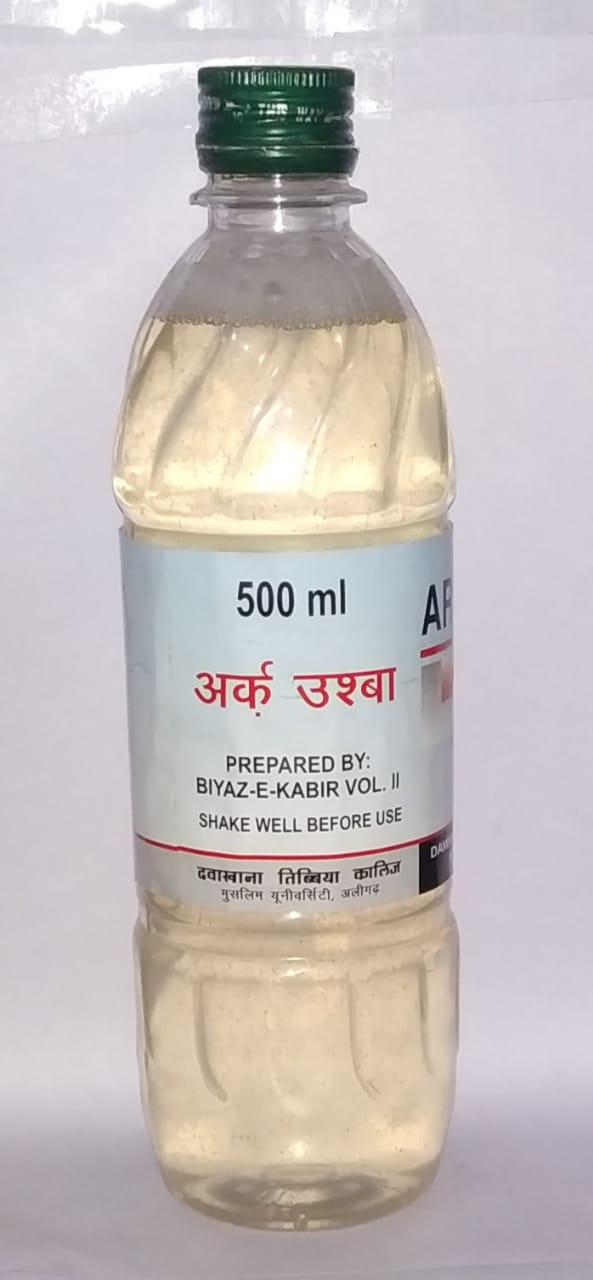 500 ml
अर्क़ उश्बा
PREPARED BY:
BIYAZ-E-KABIR VOL. II
SHAKE WELL BEFORE USE
दवाखाना तिब्बिया कालिज
मुसलिम यूनीवर्सिटी, अलीगढ़